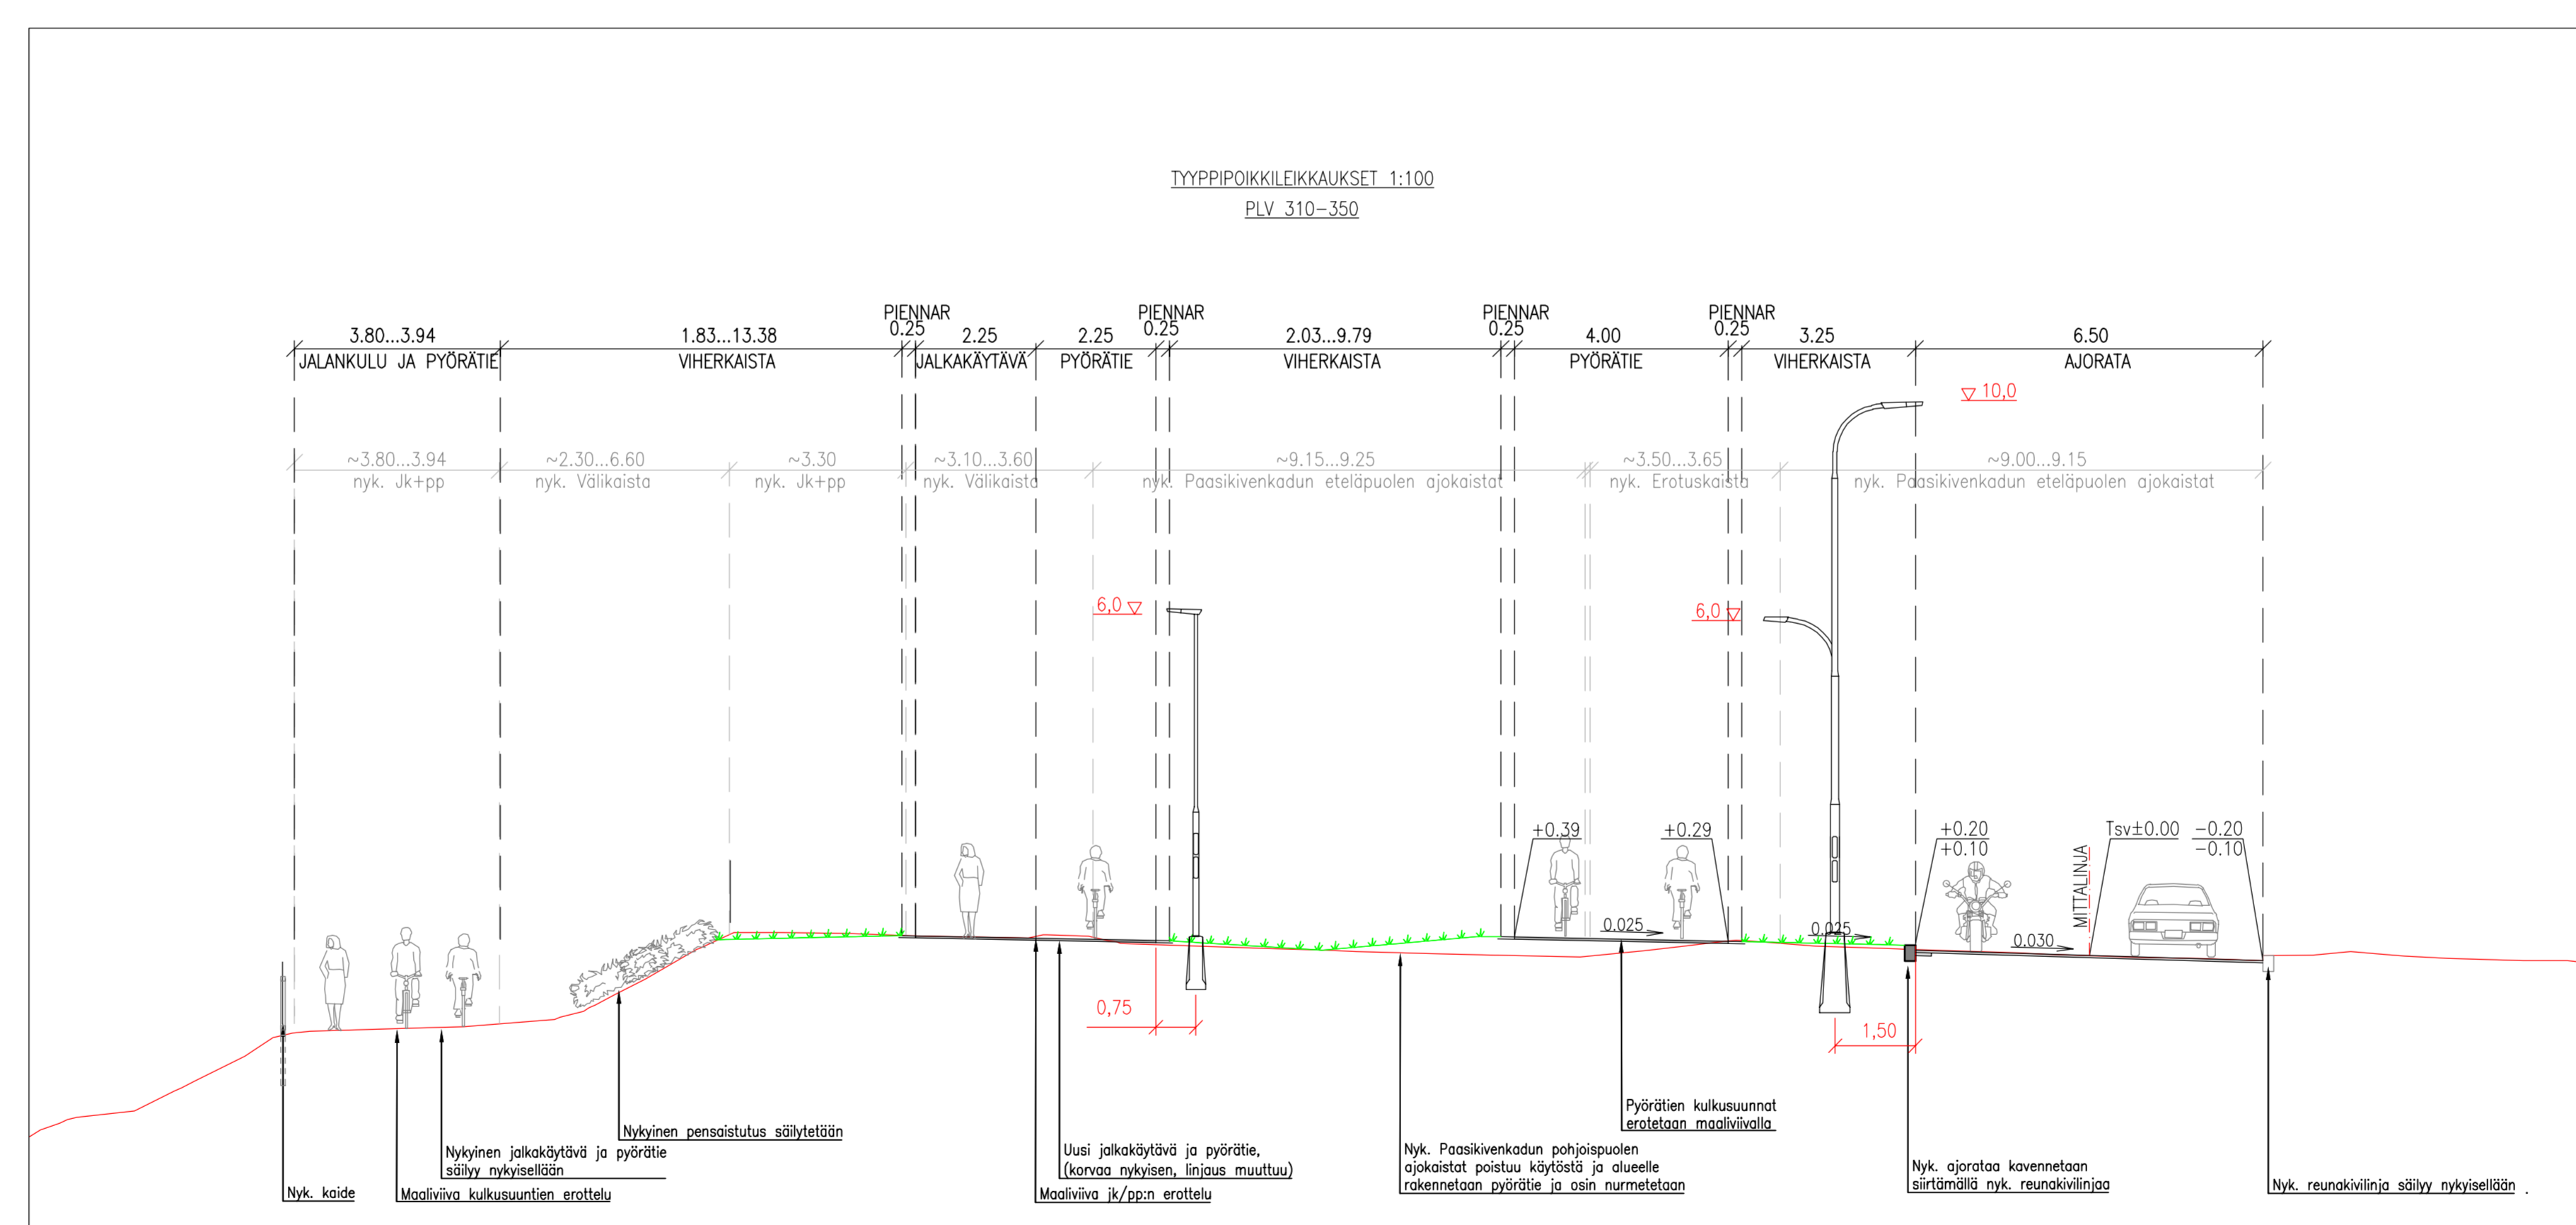 TYYPPIPOIKKILEIKKAUKSET 1:100
PLV 310-350
PIENNAR PIENNAR PIENNAR PIENNAR
3.80...3.94 1.83...13.38 0.25 2.25 2.25 0.25 2.03...9.79 0.25 4.00 0.25 3.25 6.50
JALANKULU JA PYÖRÄTIE VIHERKAISTA JALKAKÄYTÄVÄ PYÖRÄTIE VIHERKAISTA PYÖRÄTIE VIHERKAISTA AJORATA
10,0
~3.80...3.94 ~2.30...6.60 ~3.30 ~3.10...3.60 ~9.15...9.25 ~3.50...3.65 ~9.00...9.15
nyk. Jk+pp nyk. Välikaista nyk. Jk+pp nyk. Välikaista nyk. Paasikivenkadun eteläpuolen ajokaistat nyk. Erotuskaista nyk. Paasikivenkadun eteläpuolen ajokaistat
6,0 6,0
+0.39 +0.29 +0.20 Tsv±0.00 -0.20
+0.10 -0.10
MITTALINJA
0.025 0.025 0.030
0,75 1,50
Pyörätien kulkusuunnat
erotetaan maaliviivalla
Nykyinen pensaistutus säilytetään
Nykyinen jalkakäytävä ja pyörätie
säilyy nykyisellään
Uusi jalkakäytävä ja pyörätie,
(korvaa nykyisen, linjaus muuttuu)
Nyk. Paasikivenkadun pohjoispuolen
ajokaistat poistuu käytöstä ja alueelle
rakennetaan pyörätie ja osin nurmetetaan
Nyk. ajorataa kavennetaan
siirtämällä nyk. reunakivilinjaa
Nyk. kaide
Maaliviiva kulkusuuntien erottelu
Maaliviiva jk/pp:n erottelu
Nyk. reunakivilinja säilyy nykyisellään .